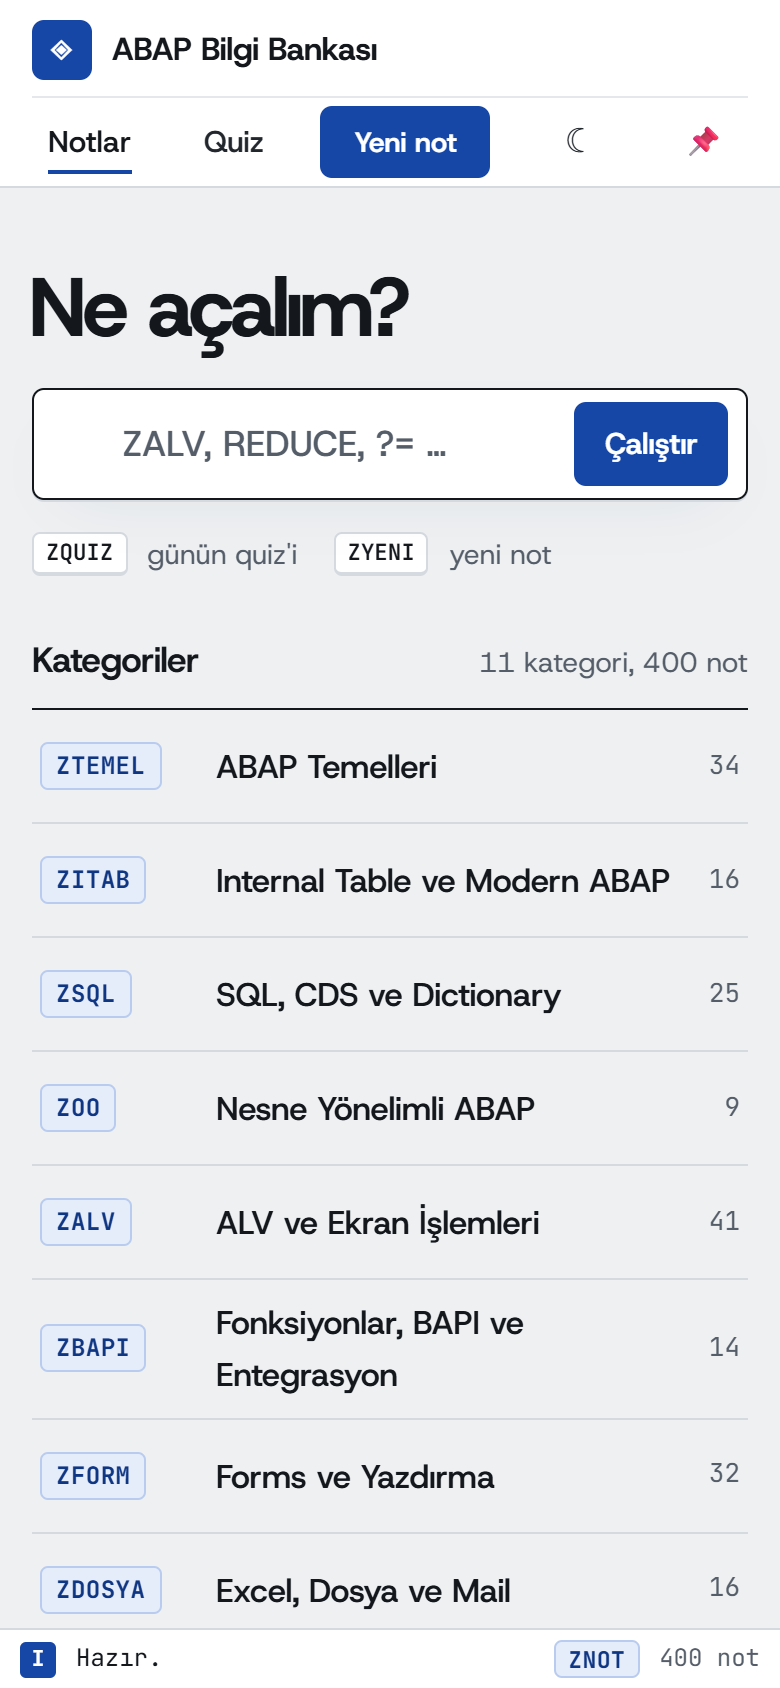 ABAP Bilgi Bankası
Notlar Quiz Yeni not
Ne açalım?
ZALV, REDUCE, ?= ... Çalıştır
ZQUIZ günün quiz'i ZYENI yeni not
Kategoriler 11 kategori, 400 not
ZTEMEL ABAP Temelleri 34
ZITAB Internal Table ve Modern ABAP 16
ZSQL SQL, CDS ve Dictionary 25
ZOO Nesne Yönelimli ABAP 9
ZALV ALV ve Ekran İşlemleri 41
ZBAPI Fonksiyonlar, BAPI ve
Entegrasyon 14
ZFORM Forms ve Yazdırma 32
ZDOSYA Excel, Dosya ve Mail 16
I Hazır. ZNOT 400 not